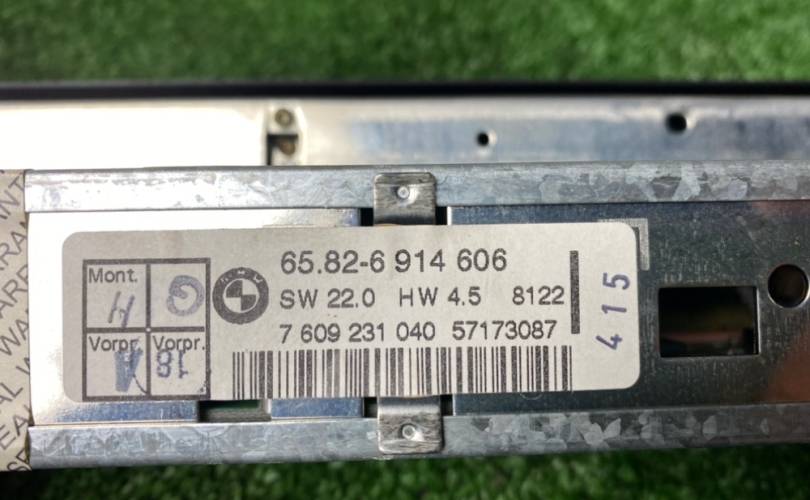 65.82-6 914 606
SW 22.0 HW 4.5 8122
7 609 231 040 57173087
Mont.
H
G
Vorpr. Vorpr.
A 18
415
BMW